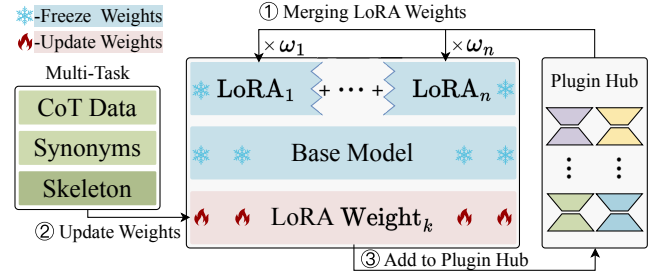 ① Merging LoRA Weights
-Freeze Weights
-Update Weights
× ω₁
× ωₙ
Multi-Task
CoT Data
Synonyms
Skeleton
LoRA₁ + ··· + LoRAₙ
Base Model
LoRA Weightₖ
Plugin Hub
② Update Weights
③ Add to Plugin Hub